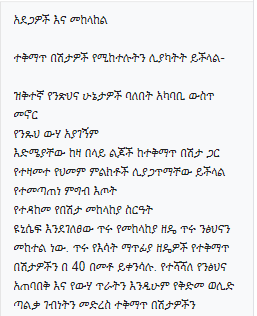 አደጋዎች እና መከላከል
ተቅማጥ በሽታዎች የሚከተሉትን ሊያካትት ይችላል-
ዝቅተኛ የንጽህና ሁኔታዎች ባለበት አካባቢ ውስጥ
መኖር
የንጹህ ውሃ አያገኝም
እድሜያቸው ከዛ በላይ ልጆች ከተቅማጥ በሽታ ጋር
የተዛመተ የህመም ምልክቶች ሊያጋጥማቸው ይችላል
የተመጣጠነ ምግብ እጦት
የተዳከመ የበሽታ መከላከያ ስርዓት
ዩኒሴፍ እንደገለፀው ጥሩ የመከላከያ ዘዴ ጥሩ ንፅህናን
መከተል ነው. ጥሩ የእሳት ማጥፊያ ዘዴዎች የተቅማጥ
በሽታዎችን በ 40 በመቶ ይቀንሳሉ. የተሻሻለ የንፅህና
አጠባበቅ እና የውሃ ጥራትን እንዲሁም የቅድመ ወሊድ
ጣልቃ ገብነትን መድረስ ተቅማጥ በሽታዎችን